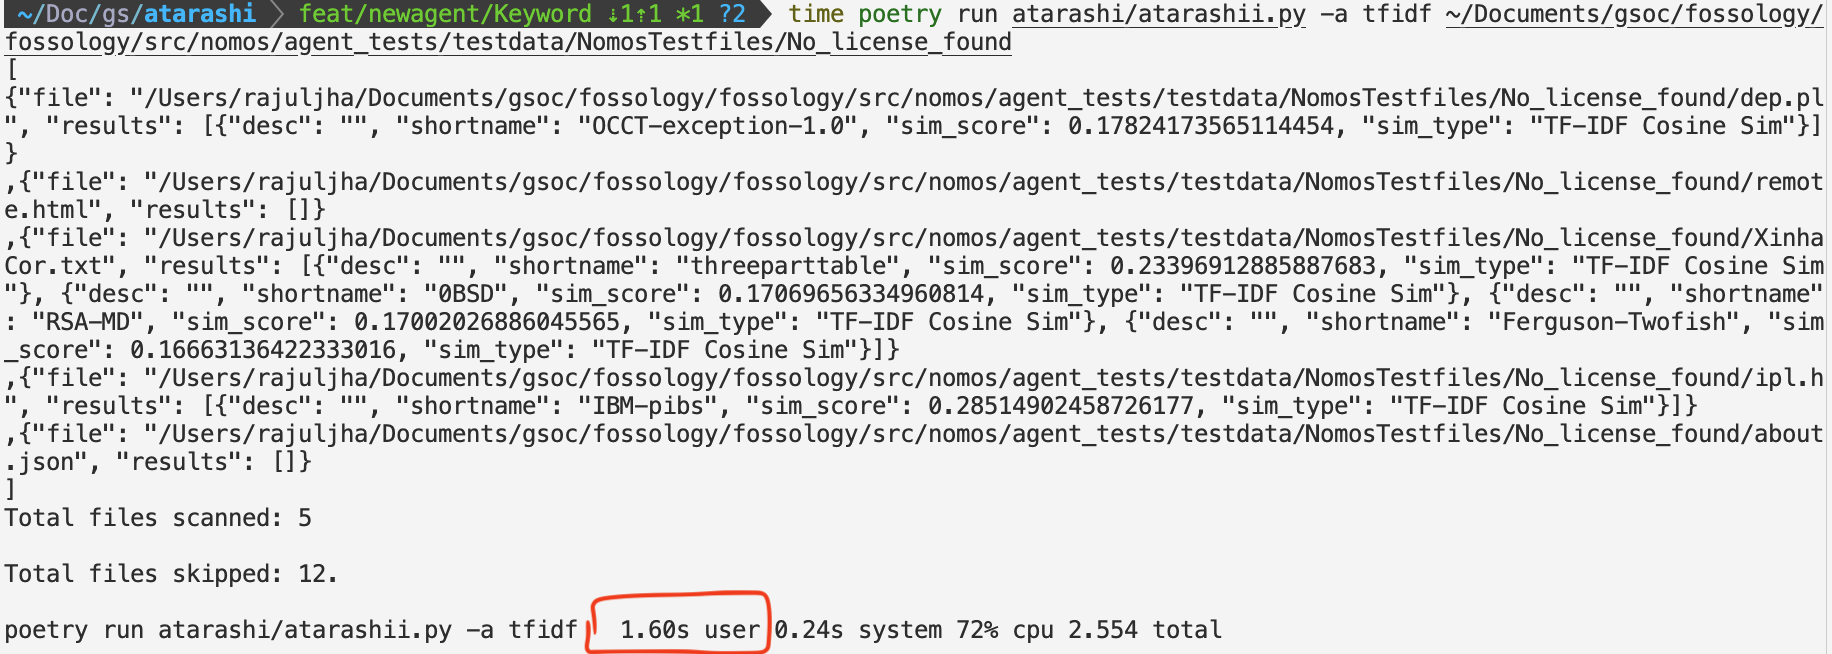 ~/Doc/gs/atarashi feat/newagent/Keyword ⇣1⇡1 *1 ?2 time poetry run atarashi/atarashii.py -a tfidf ~/Documents/gsoc/fossology/
fossology/src/nomos/agent_tests/testdata/NomosTestfiles/No_license_found
[
{"file": "/Users/rajuljha/Documents/gsoc/fossology/fossology/src/nomos/agent_tests/testdata/NomosTestfiles/No_license_found/dep.pl
", "results": [{"desc": "", "shortname": "OCCT-exception-1.0", "sim_score": 0.17824173565114454, "sim_type": "TF-IDF Cosine Sim"}]
}
,{"file": "/Users/rajuljha/Documents/gsoc/fossology/fossology/src/nomos/agent_tests/testdata/NomosTestfiles/No_license_found/remot
e.html", "results": []}
,{"file": "/Users/rajuljha/Documents/gsoc/fossology/fossology/src/nomos/agent_tests/testdata/NomosTestfiles/No_license_found/Xinha
Cor.txt", "results": [{"desc": "", "shortname": "threeparttable", "sim_score": 0.23396912885887683, "sim_type": "TF-IDF Cosine Sim
"}, {"desc": "", "shortname": "0BSD", "sim_score": 0.17069656334960814, "sim_type": "TF-IDF Cosine Sim"}, {"desc": "", "shortname"
: "RSA-MD", "sim_score": 0.17002026886045565, "sim_type": "TF-IDF Cosine Sim"}, {"desc": "", "shortname": "Ferguson-Twofish", "sim
_score": 0.16663136422333016, "sim_type": "TF-IDF Cosine Sim"}]}
,{"file": "/Users/rajuljha/Documents/gsoc/fossology/fossology/src/nomos/agent_tests/testdata/NomosTestfiles/No_license_found/ipl.h
", "results": [{"desc": "", "shortname": "IBM-pibs", "sim_score": 0.28514902458726177, "sim_type": "TF-IDF Cosine Sim"}]}
,{"file": "/Users/rajuljha/Documents/gsoc/fossology/fossology/src/nomos/agent_tests/testdata/NomosTestfiles/No_license_found/about
.json", "results": []}
]
Total files scanned: 5
Total files skipped: 12.
poetry run atarashi/atarashii.py -a tfidf 1.60s user 0.24s system 72% cpu 2.554 total